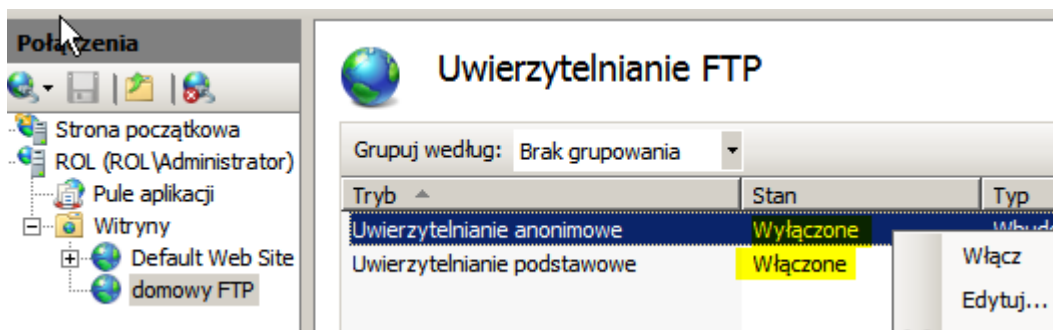 Połączenia
Strona początkowa
ROL (ROL\Administrator)
Pule aplikacji
Witryny
Default Web Site
domowy FTP
Uwierzytelnianie FTP
Grupuj według: Brak grupowania
Tryb Stan Typ
Uwierzytelnianie anonimowe Wyłączone
Uwierzytelnianie podstawowe Włączone
Włącz
Edytuj...